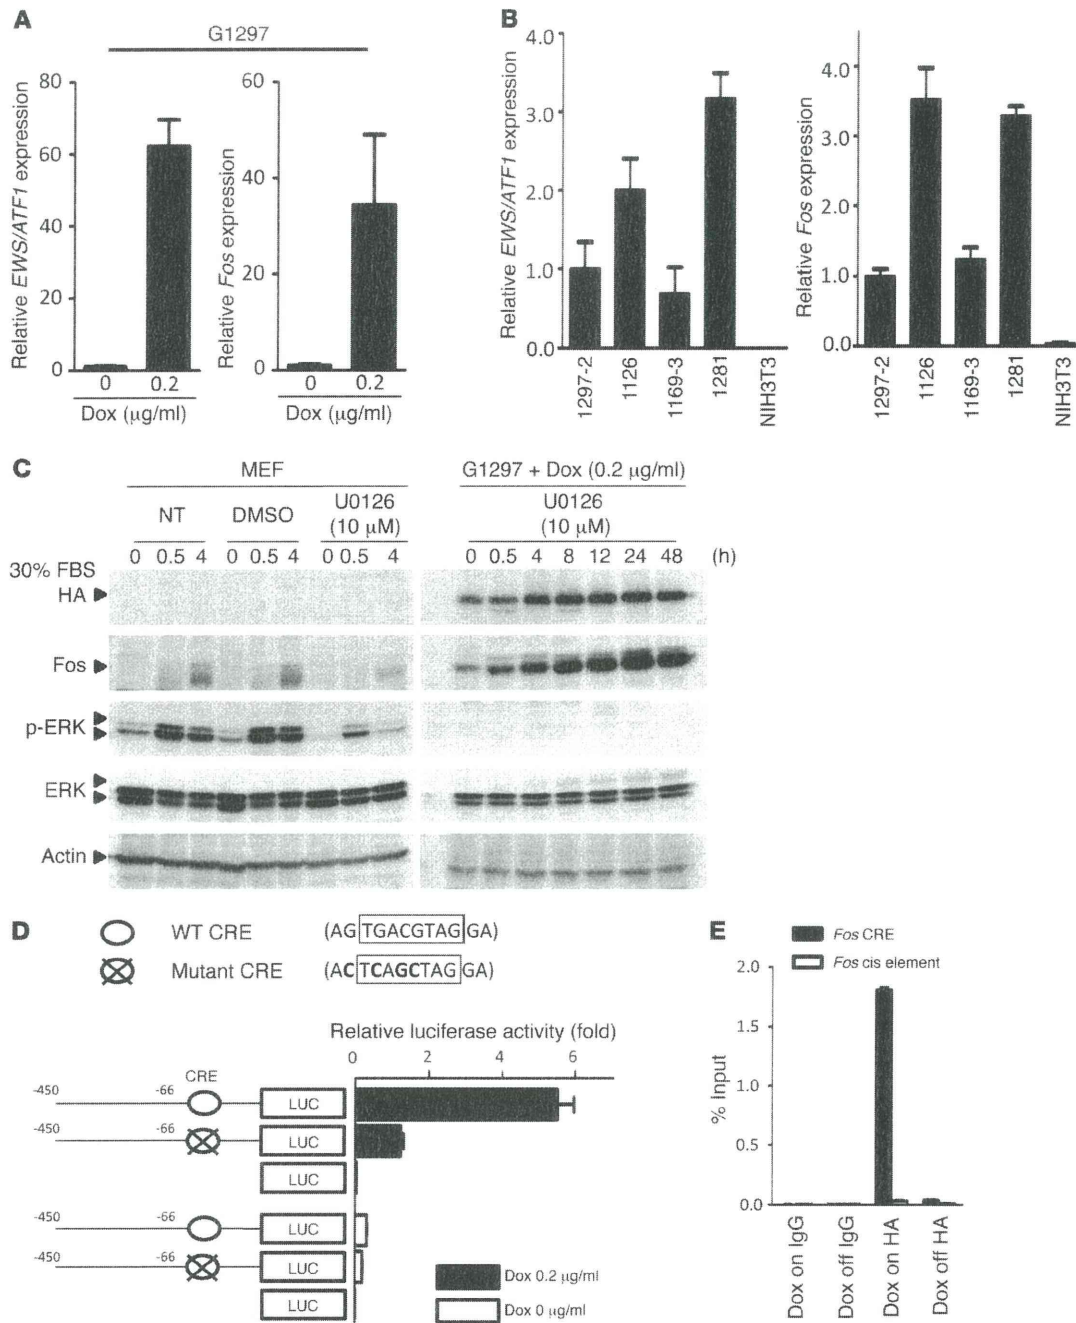 A
G1297
Relative EWS/ATF1 expression
80
60
40
20
0
0
0.2
Dox (μg/ml)
Relative Fos expression
60
40
20
0
0
0.2
Dox (μg/ml)
B
Relative EWS/ATF1 expression
4.0
3.0
2.0
1.0
0.0
1297-2
1126
1169-3
1281
NIH3T3
Relative Fos expression
4.0
3.0
2.0
1.0
0.0
1297-2
1126
1169-3
1281
NIH3T3
C
MEF
G1297 + Dox (0.2 μg/ml)
NT
DMSO
U0126
(10 μM)
U0126
(10 μM)
0 0.5 4 0 0.5 4 0 0.5 4
0 0.5 4 8 12 24 48 (h)
30% FBS
HA
Fos
p-ERK
ERK
Actin
D
WT CRE (AG TGACGTAG GA)
Mutant CRE (AC TCAGCTAG GA)
Relative luciferase activity (fold)
0 2 4 6
CRE
-450 -66 LUC
-450 -66 LUC
LUC
-450 -66 LUC
-450 -66 LUC
LUC
Dox 0.2 μg/ml
Dox 0 μg/ml
E
Fos CRE
Fos cis element
% Input
2.0
1.5
1.0
0.5
0.0
Dox on IgG
Dox off IgG
Dox on HA
Dox off HA